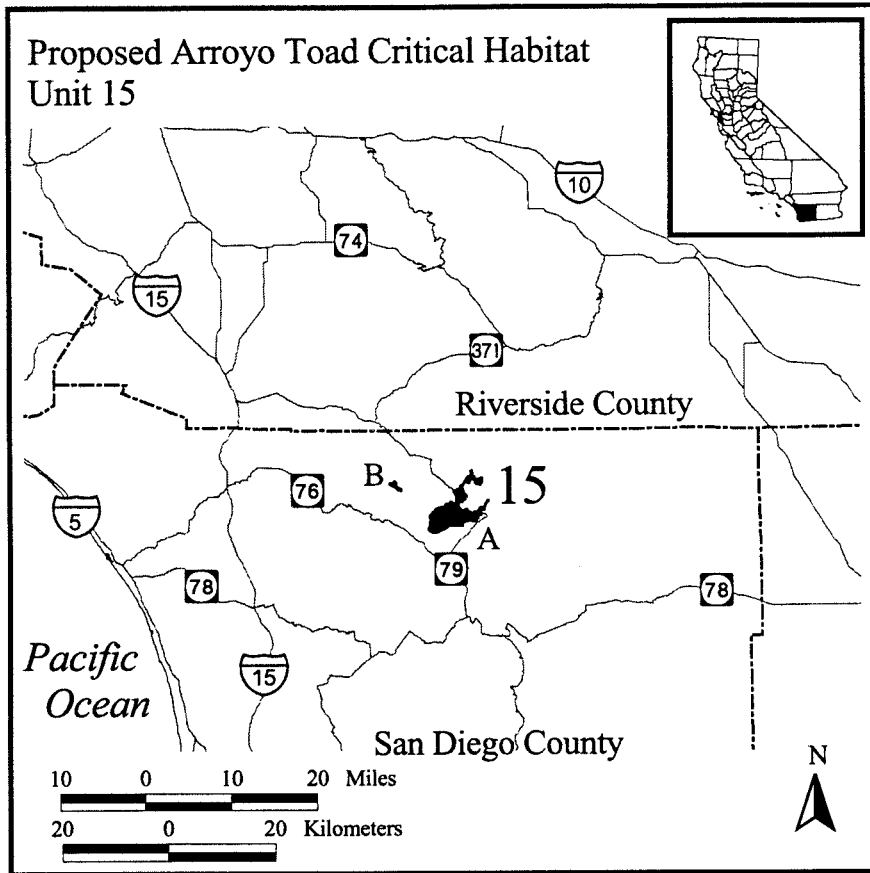 Proposed Arroyo Toad Critical Habitat
Unit 15
10
74
15
371
Riverside County
B
15
76
5
A
79
78
78
Pacific
Ocean
15
San Diego County
N
10 0 10 20 Miles
20 0 20 Kilometers